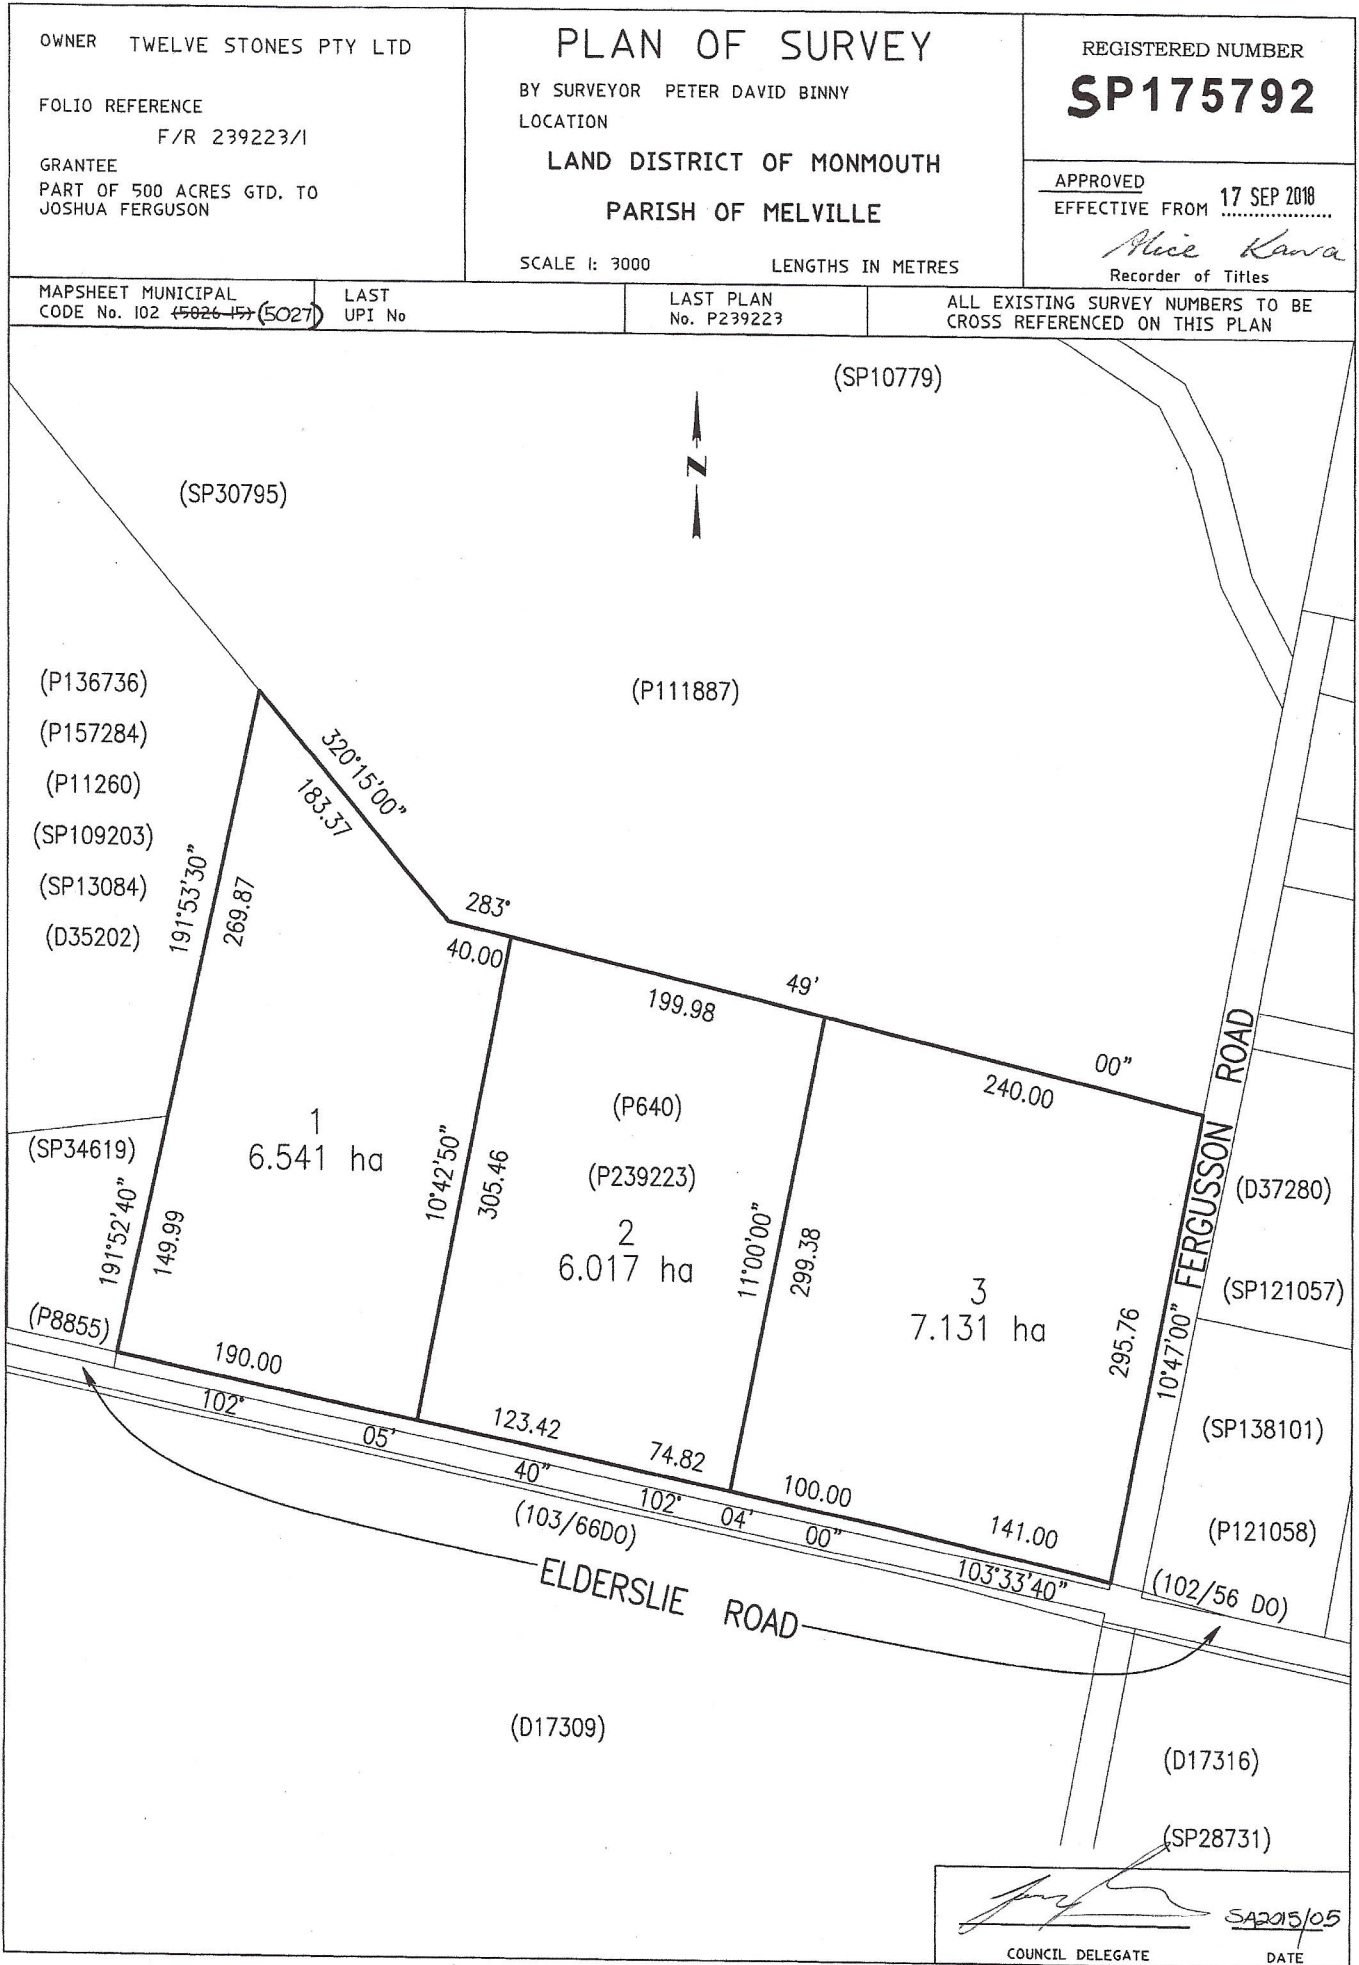 OWNER TWELVE STONES PTY LTD
FOLIO REFERENCE
F/R 239223/1
GRANTEE
PART OF 500 ACRES GTD. TO
JOSHUA FERGUSON
PLAN OF SURVEY
BY SURVEYOR PETER DAVID BINNY
LOCATION
LAND DISTRICT OF MONMOUTH
PARISH OF MELVILLE
SCALE 1: 3000 LENGTHS IN METRES
REGISTERED NUMBER
SP175792
APPROVED
EFFECTIVE FROM 17 SEP 2018
Alice Kawa
Recorder of Titles
MAPSHEET MUNICIPAL
CODE No. 102 (5026-15) (5027)
LAST
UPI No
LAST PLAN
No. P239223
ALL EXISTING SURVEY NUMBERS TO BE
CROSS REFERENCED ON THIS PLAN
(SP10779)
N
(SP30795)
(P136736)
(P111887)
(P157284)
(P11260)
(SP109203)
(SP13084)
(D35202)
320°15'00"
183.37
191°53'30"
269.87
283°
40.00
49'
199.98
00"
240.00
FERGUSSON ROAD
(P640)
1
6.541 ha
(SP34619)
10°42'50"
305.46
(P239223)
2
6.017 ha
11°00'00"
299.38
(D37280)
191°52'40"
149.99
3
7.131 ha
(SP121057)
295.76
10°47'00"
(P8855)
190.00
102°
05'
40"
123.42
74.82
102°
04'
00"
100.00
141.00
103°33'40"
(SP138101)
(P121058)
(103/66DO)
(102/56 DO)
ELDERSLIE ROAD
(D17309)
(D17316)
(SP28731)
SA2015/05
COUNCIL DELEGATE DATE